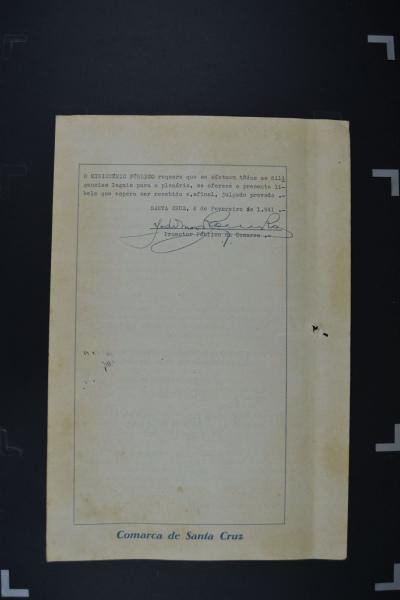 O MINISTÉRIO PÚBLICO requere que se efetuem tôdas as dili
gencias legais para o plenário, se oferece o presente li-
belo que espera ser recebido e,afinal, julgado provado.-
SANTA CRUZ, 6 de Fevereiro de 1.941.-
Promotor Público da Comarca.-
Comarca de Santa Cruz